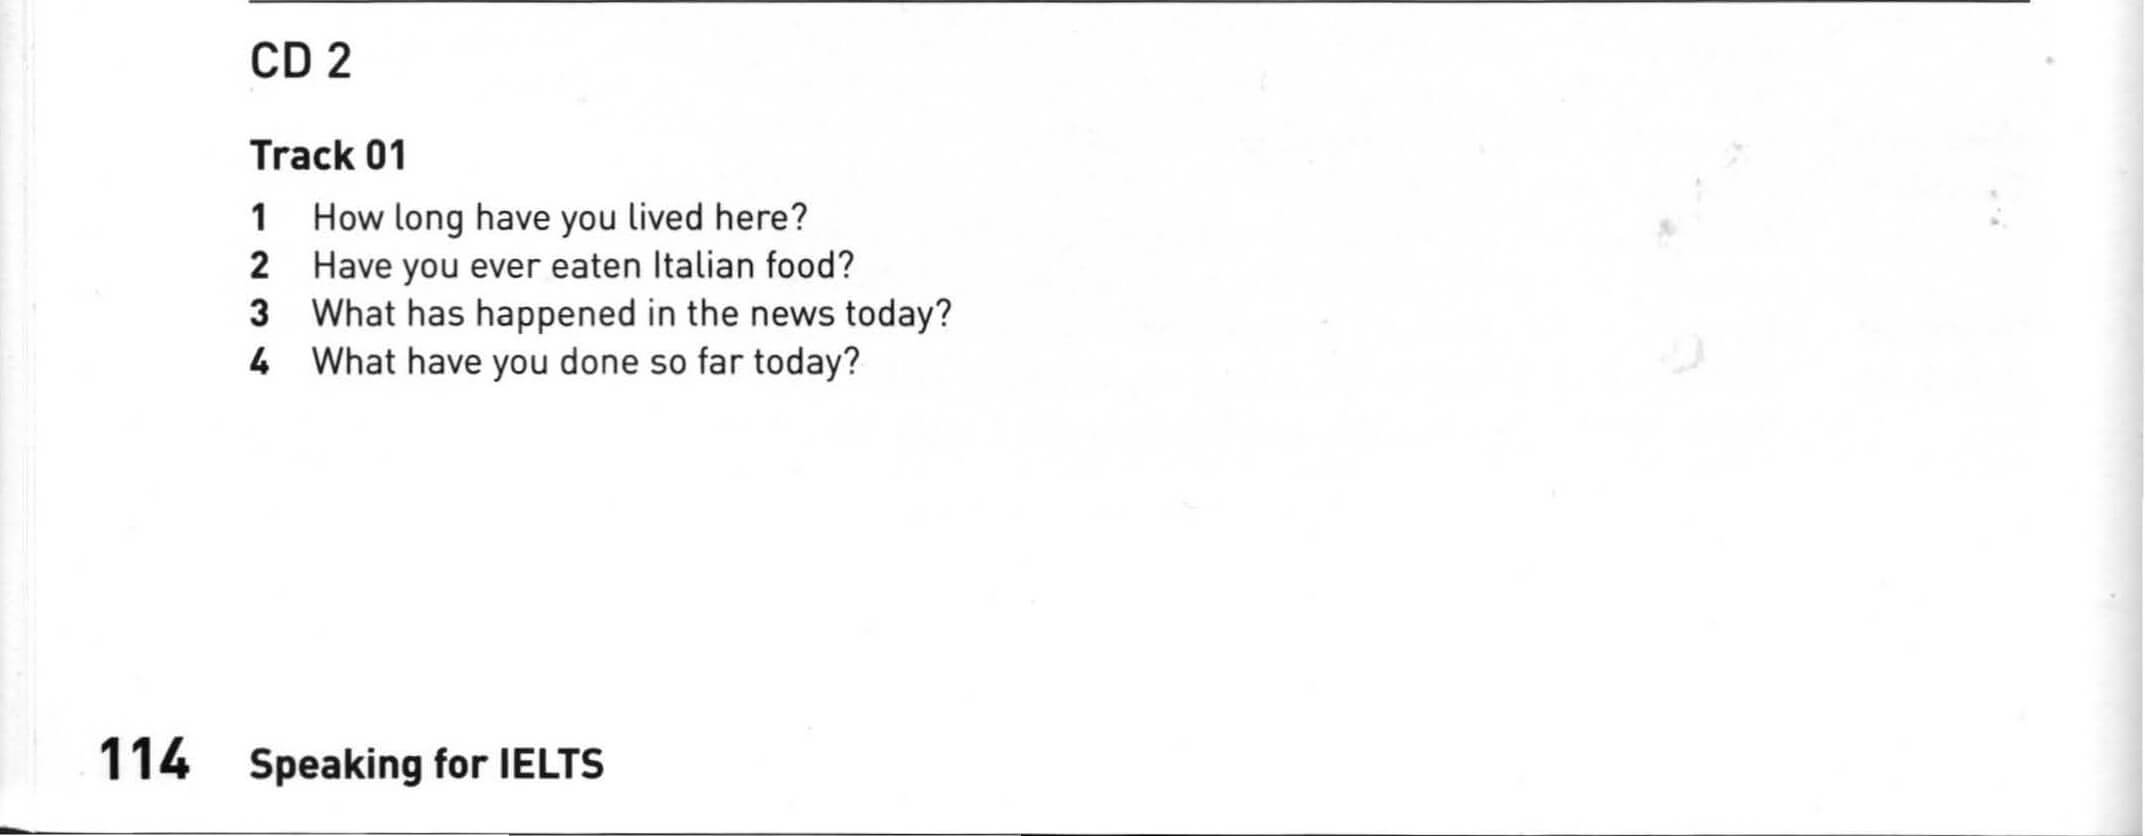 CD 2
Track 01
1 How long have you lived here?
2 Have you ever eaten Italian food?
3 What has happened in the news today?
4 What have you done so far today?
114 Speaking for IELTS